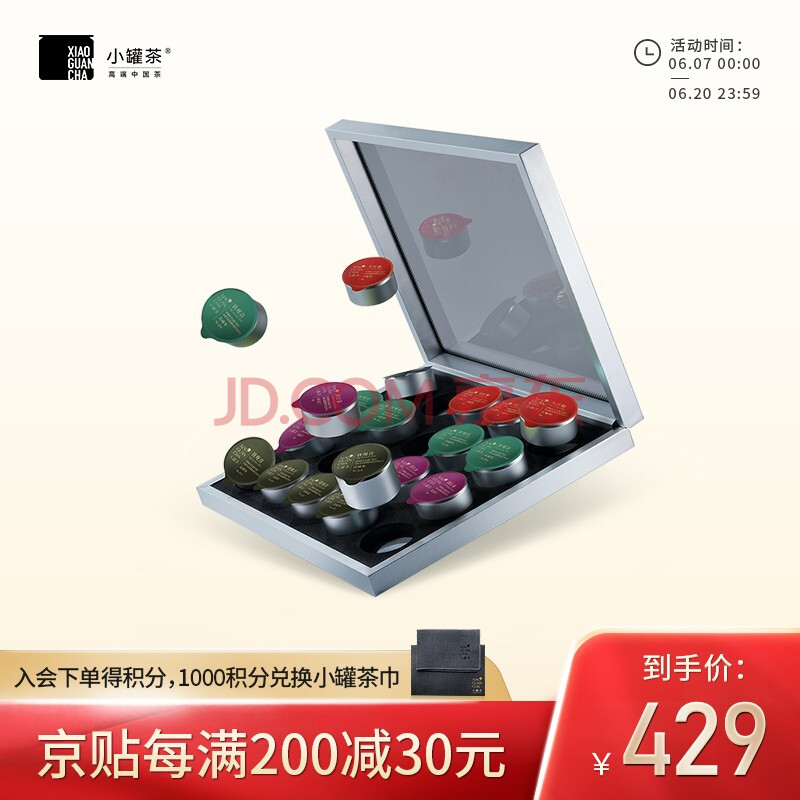 XIAO
GUAN
CHA
小罐茶®
高端中国茶
活动时间：
06.07 00:00
06.20 23:59
JD.COM 京东
入会下单得积分，1000积分兑换小罐茶巾
到手价：
京贴每满200减30元
¥429